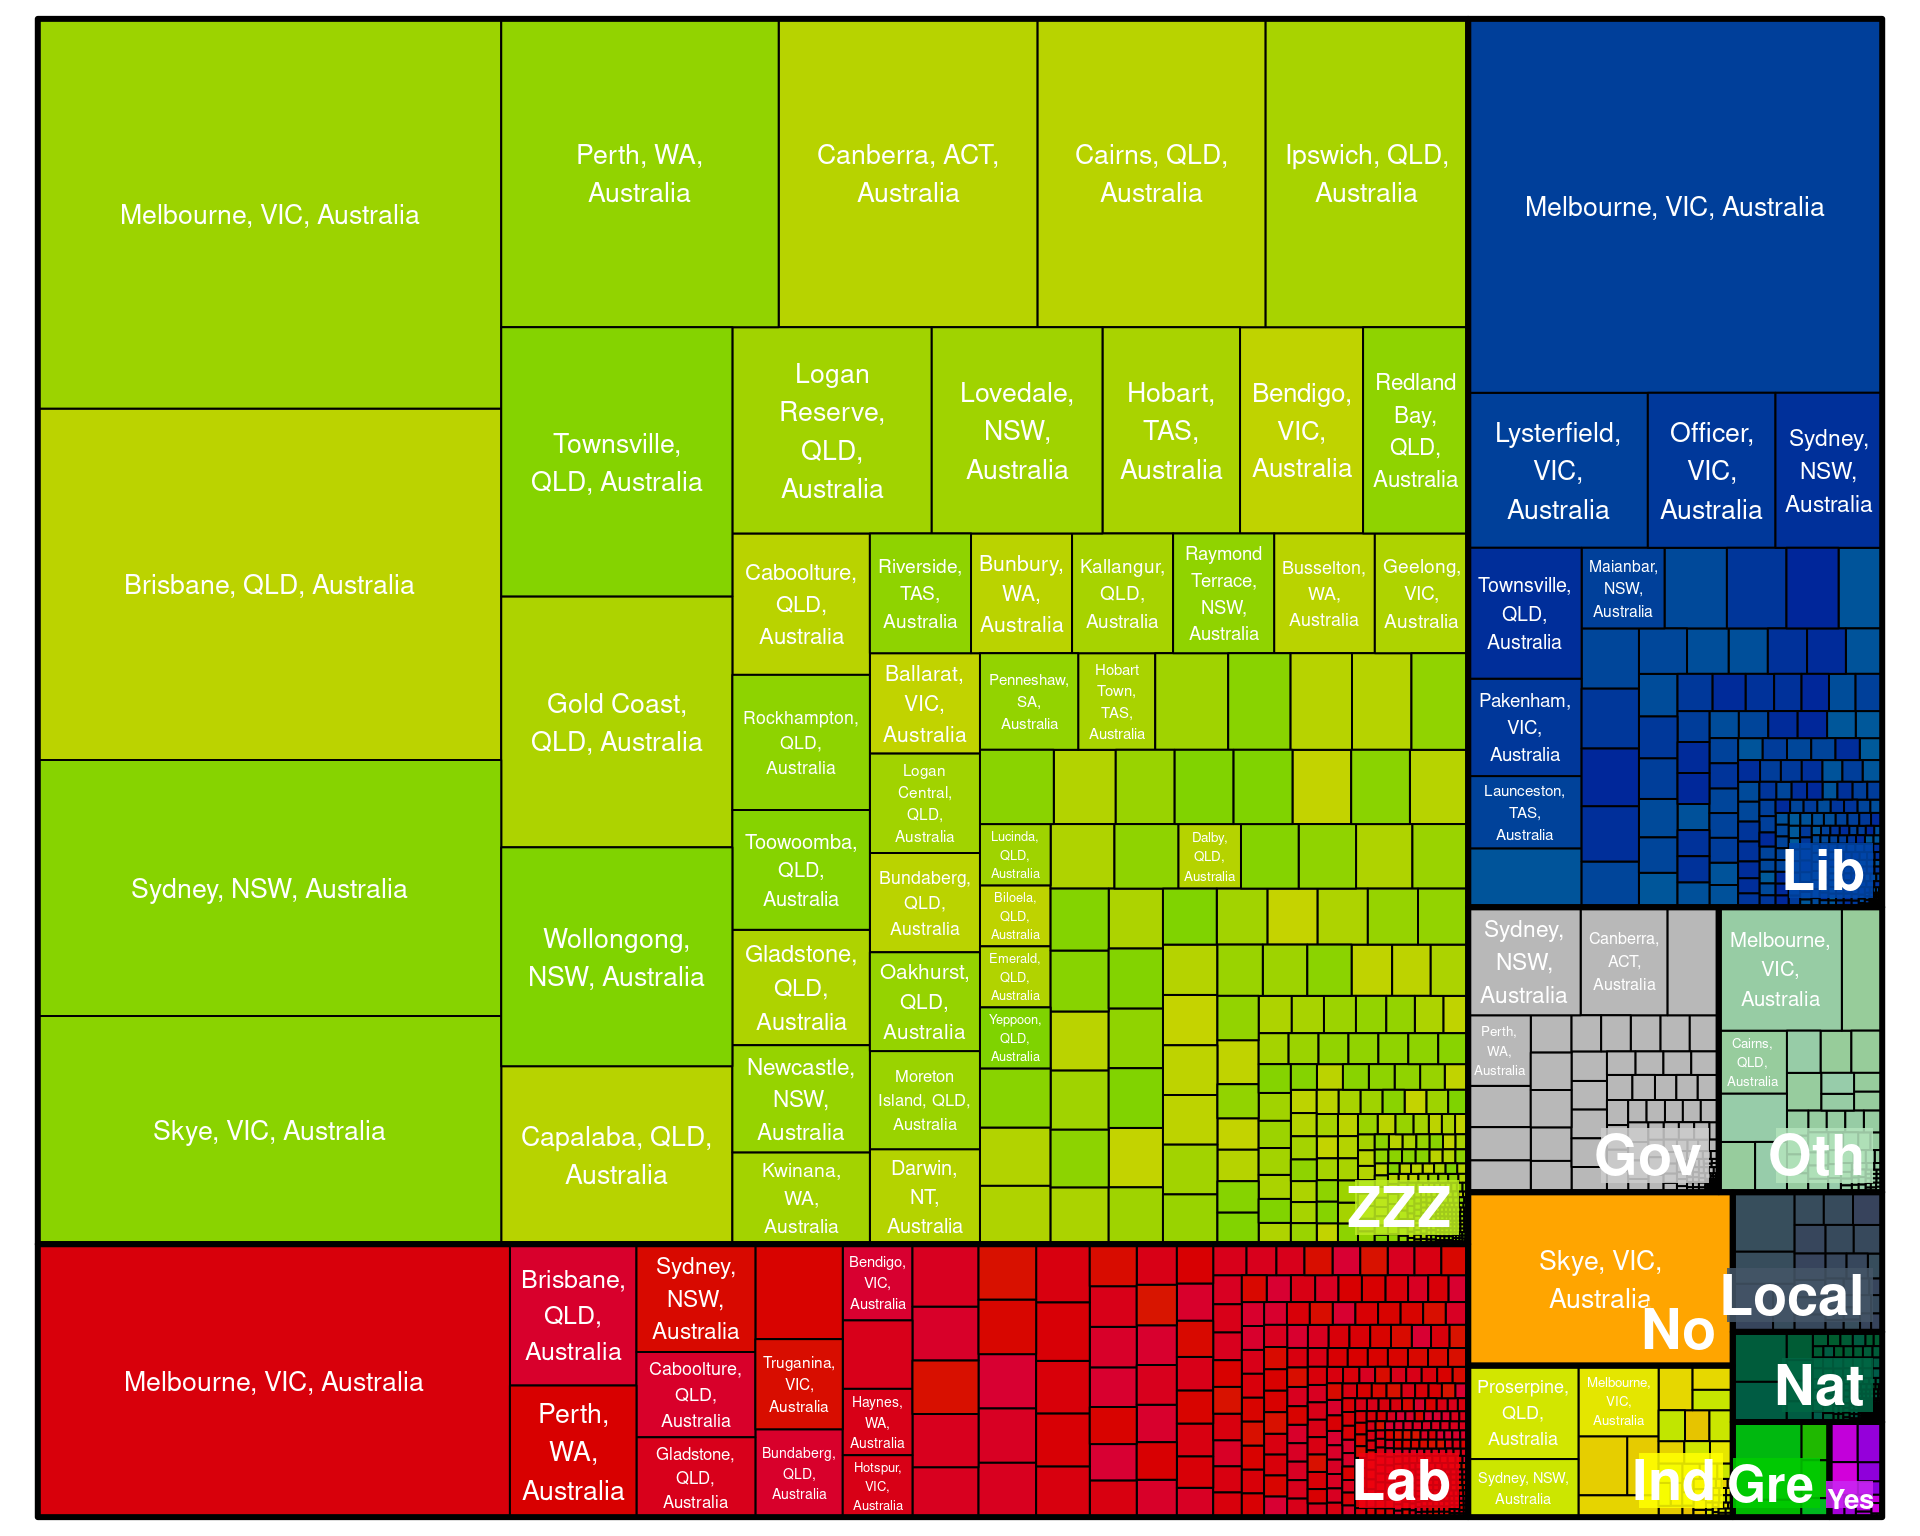 Melbourne, VIC, Australia
Brisbane, QLD, Australia
Sydney, NSW, Australia
Skye, VIC, Australia
Perth, WA,
Australia
Canberra, ACT,
Australia
Cairns, QLD,
Australia
Ipswich, QLD,
Australia
Townsville,
QLD, Australia
Gold Coast,
QLD, Australia
Wollongong,
NSW, Australia
Capalaba, QLD,
Australia
Logan
Reserve,
QLD,
Australia
Lovedale,
NSW,
Australia
Hobart,
TAS,
Australia
Bendigo,
VIC,
Australia
Redland
Bay,
QLD,
Australia
Caboolture,
QLD,
Australia
Rockhampton,
QLD,
Australia
Toowoomba,
QLD,
Australia
Gladstone,
QLD,
Australia
Newcastle,
NSW,
Australia
Kwinana,
WA,
Australia
Riverside,
TAS,
Australia
Bunbury,
WA,
Australia
Kallangur,
QLD,
Australia
Raymond
Terrace,
NSW,
Australia
Busselton,
WA,
Australia
Geelong,
VIC,
Australia
Ballarat,
VIC,
Australia
Logan
Central,
QLD,
Australia
Bundaberg,
QLD,
Australia
Oakhurst,
QLD,
Australia
Moreton
Island, QLD,
Australia
Darwin,
NT,
Australia
Penneshaw,
SA,
Australia
Hobart
Town,
TAS,
Australia
Lucinda,
QLD,
Australia
Dalby,
QLD,
Australia
Biloela,
QLD,
Australia
Emerald,
QLD,
Australia
Yeppoon,
QLD,
Australia
ZZZ
Melbourne, VIC, Australia
Lysterfield,
VIC,
Australia
Officer,
VIC,
Australia
Sydney,
NSW,
Australia
Townsville,
QLD,
Australia
Maianbar,
NSW,
Australia
Pakenham,
VIC,
Australia
Launceston,
TAS,
Australia
Lib
Sydney,
NSW,
Australia
Canberra,
ACT,
Australia
Perth,
WA,
Australia
Gov
Melbourne,
VIC,
Australia
Cairns,
QLD,
Australia
Oth
Melbourne, VIC, Australia
Brisbane,
QLD,
Australia
Perth,
WA,
Australia
Sydney,
NSW,
Australia
Caboolture,
QLD,
Australia
Gladstone,
QLD,
Australia
Truganina,
VIC,
Australia
Bundaberg,
QLD,
Australia
Bendigo,
VIC,
Australia
Haynes,
WA,
Australia
Hotspur,
VIC,
Australia
Lab
Skye, VIC,
Australia
No
Local
Nat
Proserpine,
QLD,
Australia
Melbourne,
VIC,
Australia
Sydney, NSW,
Australia
Ind
Gre
Yes